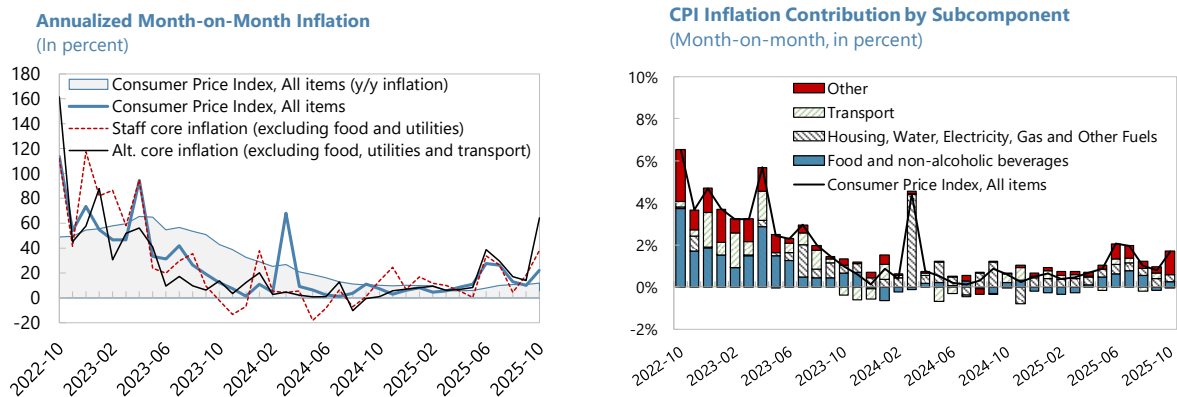 Annualized Month-on-Month Inflation
(In percent)
180
160
140
120
100
80
60
40
20
0
-20
Consumer Price Index, All items (y/y inflation)
Consumer Price Index, All items
Staff core inflation (excluding food and utilities)
Alt. core inflation (excluding food, utilities and transport)
2022-10
2023-02
2023-06
2023-10
2024-02
2024-06
2024-10
2025-02
2025-06
2025-10
CPI Inflation Contribution by Subcomponent
(Month-on-month, in percent)
10%
8%
6%
4%
2%
0%
-2%
Other
Transport
Housing, Water, Electricity, Gas and Other Fuels
Food and non-alcoholic beverages
Consumer Price Index, All items
2022-10
2023-02
2023-06
2023-10
2024-02
2024-06
2024-10
2025-02
2025-06
2025-10